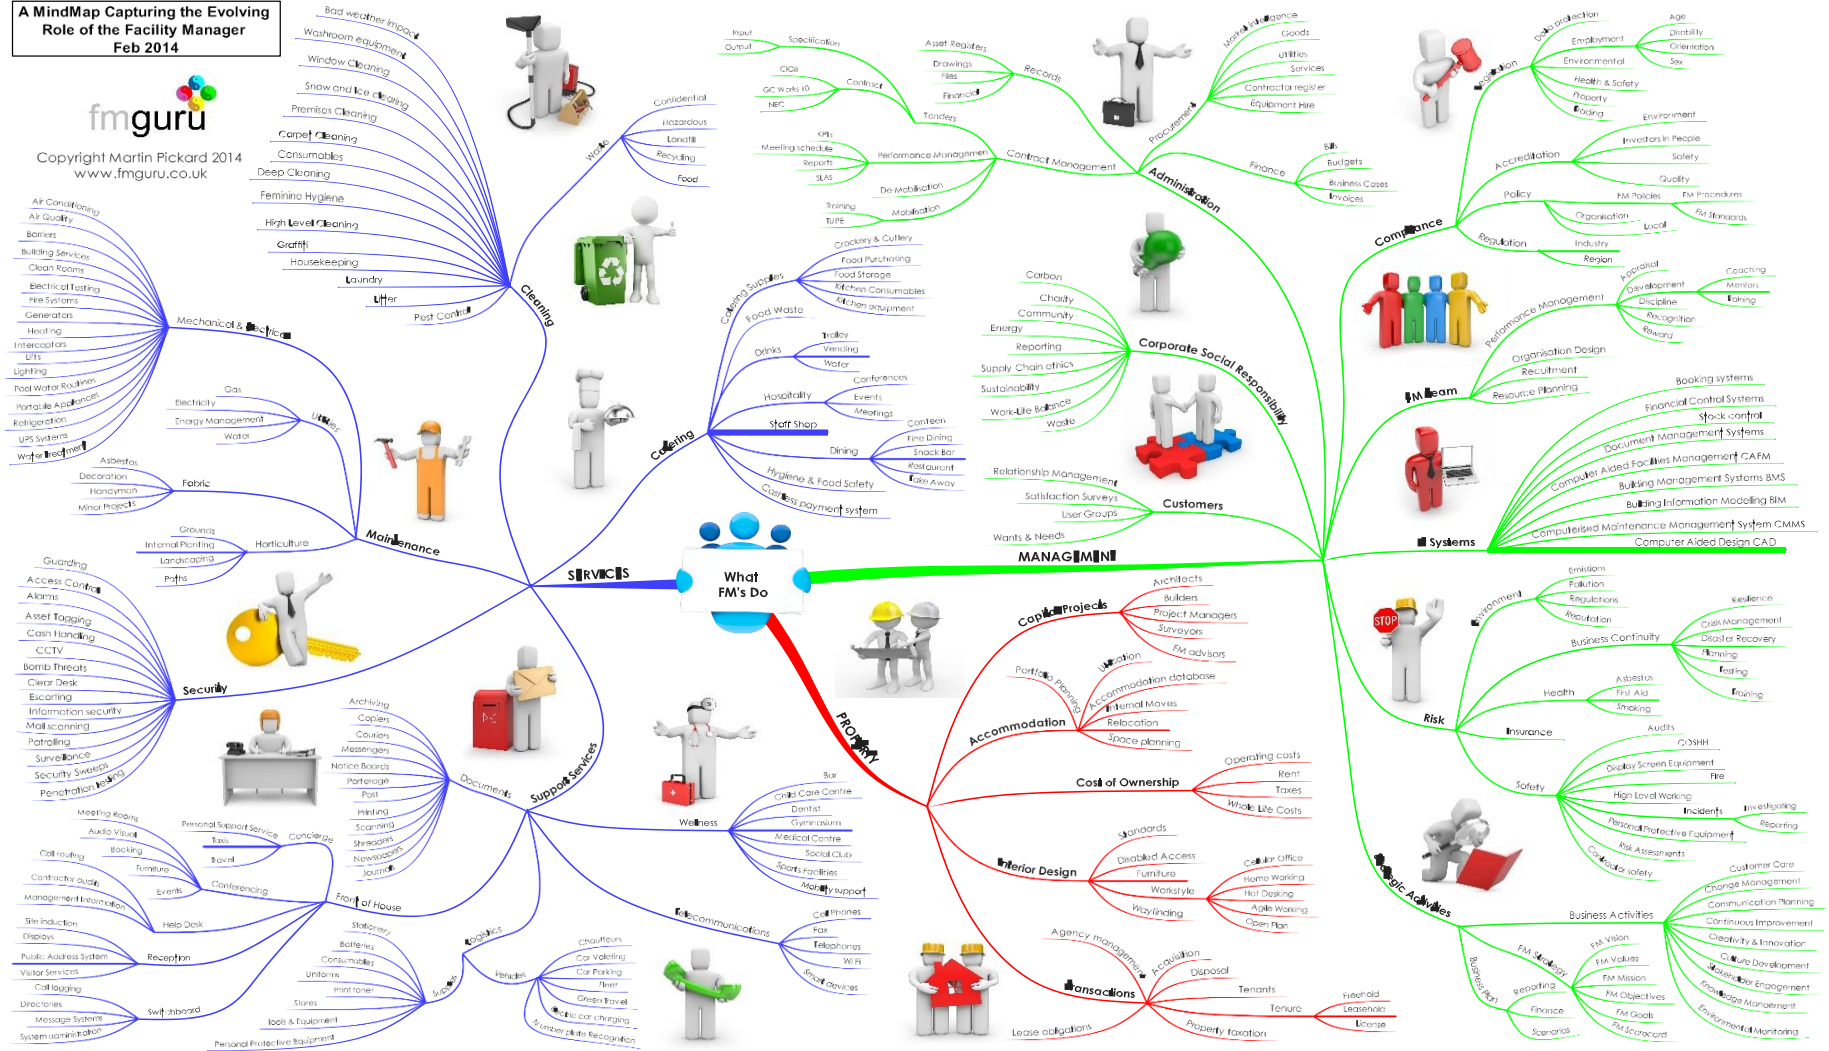 A MindMap Capturing the Evolving
Role of the Facility Manager
Feb 2014
fmguru
Copyright Martin Pickard 2014
www.fmguru.co.uk
What
FM's Do
SERVICES
Cleaning
Bad weather impact
Washroom equipment
Window Cleaning
Snow and Ice clearing
Premises Cleaning
Carpet Cleaning
Consumables
Deep Cleaning
Feminine Hygiene
High Level Cleaning
Graffiti
Housekeeping
Laundry
Litter
Pest Control
Waste
Confidential
Hazardous
Landfill
Recycling
Food
Maintenance
Mechanical & Electrical
Air Conditioning
Air Quality
Barriers
Building Services
Clean Rooms
Electrical Testing
Fire Systems
Generators
Heating
Interceptors
Lifts
Lighting
Pool Water Routines
Portable Appliances
Refrigeration
UPS Systems
Water Treatment
Utilities
Gas
Electricity
Energy Management
Water
Fabric
Asbestos
Decoration
Handyman
Minor Projects
Horticulture
Grounds
Internal Planting
Landscaping
Paths
Security
Guarding
Access Control
Alarms
Asset Tagging
Cash Handling
CCTV
Bomb Threats
Clear Desk
Escorting
Information security
Mail scanning
Patrolling
Surveillance
Security Sweeps
Penetration Testing
Catering
Catering Supplies
Crockery & Cutlery
Food Purchasing
Food Storage
Kitchen Consumables
Kitchen equipment
Food Waste
Drinks
Trolley
Vending
Water
Hospitality
Conferences
Events
Meetings
Staff Shop
Dining
Canteen
Fine Dining
Snack Bar
Restaurant
Take Away
Hygiene & Food Safety
Cashless payment system
Support Services
Documents
Archiving
Copiers
Couriers
Messengers
Notice Boards
Porterage
Post
Printing
Scanning
Shredders
Newspapers
Journals
Wellness
Bar
Child Care Centre
Dentist
Gymnasium
Medical Centre
Social Club
Sports Facilities
Mobility support
Telecommunications
Cell Phones
Fax
Telephones
WiFi
Smart devices
Logistics
Vehicles
Chauffeurs
Car Valeting
Car Parking
Fleet
Green Travel
Electric car charging
Number plate Recognition
Supplies
Stationery
Batteries
Consumables
Uniforms
Print toner
Stores
Tools & Equipment
Personal Protective Equipment
Front of House
Concierge
Personal Support Service
Taxis
Travel
Conferencing
Meeting Rooms
Audio Visual
Booking
Furniture
Events
Help Desk
Call routing
Contractor audits
Management Information
Reception
Site induction
Displays
Public Address System
Visitor Services
Switchboard
Call logging
Directories
Message Systems
System administration
MANAGEMENT
Administration
Records
Asset Registers
Drawings
Files
Financial
Contract Management
Tenders
Specification
Input
Output
Contract
CIOB
GC Works 10
NEC
Performance Managmen
KPIs
Meeting schedule
Reports
SLAs
De-Mobilisation
Mobilisation
Training
TUPE
Procurement
Market Intelligence
Goods
Utilities
Services
Contractor register
Equipment Hire
Finance
Bills
Budgets
Business Cases
Invoices
Corporate Social Responsibility
Carbon
Charity
Community
Energy
Reporting
Supply Chain ethics
Sustainability
Work-Life Balance
Waste
Customers
Relationship Management
Satisfaction Surveys
User Groups
Wants & Needs
Compliance
Legislation
Data protection
Employment
Age
Disability
Orientation
Sex
Environmental
Health & Safety
Property
Trading
Accreditation
Environment
Investors in People
Safety
Quality
Policy
FM Policies
FM Procedures
FM Standards
Organisation
Local
Regulation
Industry
Region
FM Team
Performance Management
Appraisal
Development
Coaching
Mentors
Training
Discipline
Recognition
Reward
Organisation Design
Recruitment
Resource Planning
IT Systems
Booking systems
Financial Control Systems
Stock control
Document Management Systems
Computer Aided Facilities Management CAFM
Building Management Systems BMS
Building Information Modelling BIM
Computerised Maintenance Management System CMMS
Computer Aided Design CAD
Risk
Environment
Emissions
Pollution
Regulations
Reputation
Business Continuity
Resilience
Crisis Management
Disaster Recovery
Planning
Testing
Training
Health
Asbestos
First Aid
Smoking
Insurance
Safety
Audits
COSHH
Display Screen Equipment
Fire
High Level Working
Incidents
Investigating
Reporting
Personal Protective Equipment
Risk Assessments
Contractor safety
STOP
Strategic Activities
Business Activities
Customer Care
Change Management
Communication Planning
Continuous Improvement
Creativity & Innovation
Culture Development
Stakeholder Engagement
Knowledge Management
Environmental Monitoring
FM Strategy
FM Vision
FM Values
FM Mission
FM Objectives
FM Goals
FM Scorecard
Business Plan
Reporting
Finance
Scenarios
PROPERTY
Capital Projects
Architects
Builders
Project Managers
Surveyors
FM advisors
Accommodation
Portfolio Planning
Utilisation
Accommodation database
Internal Moves
Relocation
Space planning
Cost of Ownership
Operating costs
Rent
Taxes
Whole Life Costs
Interior Design
Standards
Disabled Access
Furniture
Workstyle
Cellular Office
Home Working
Hot Desking
Agile Working
Open Plan
Wayfinding
Transactions
Agency management
Acquisition
Disposal
Tenants
Tenure
Freehold
Leasehold
License
Property taxation
Lease obligations